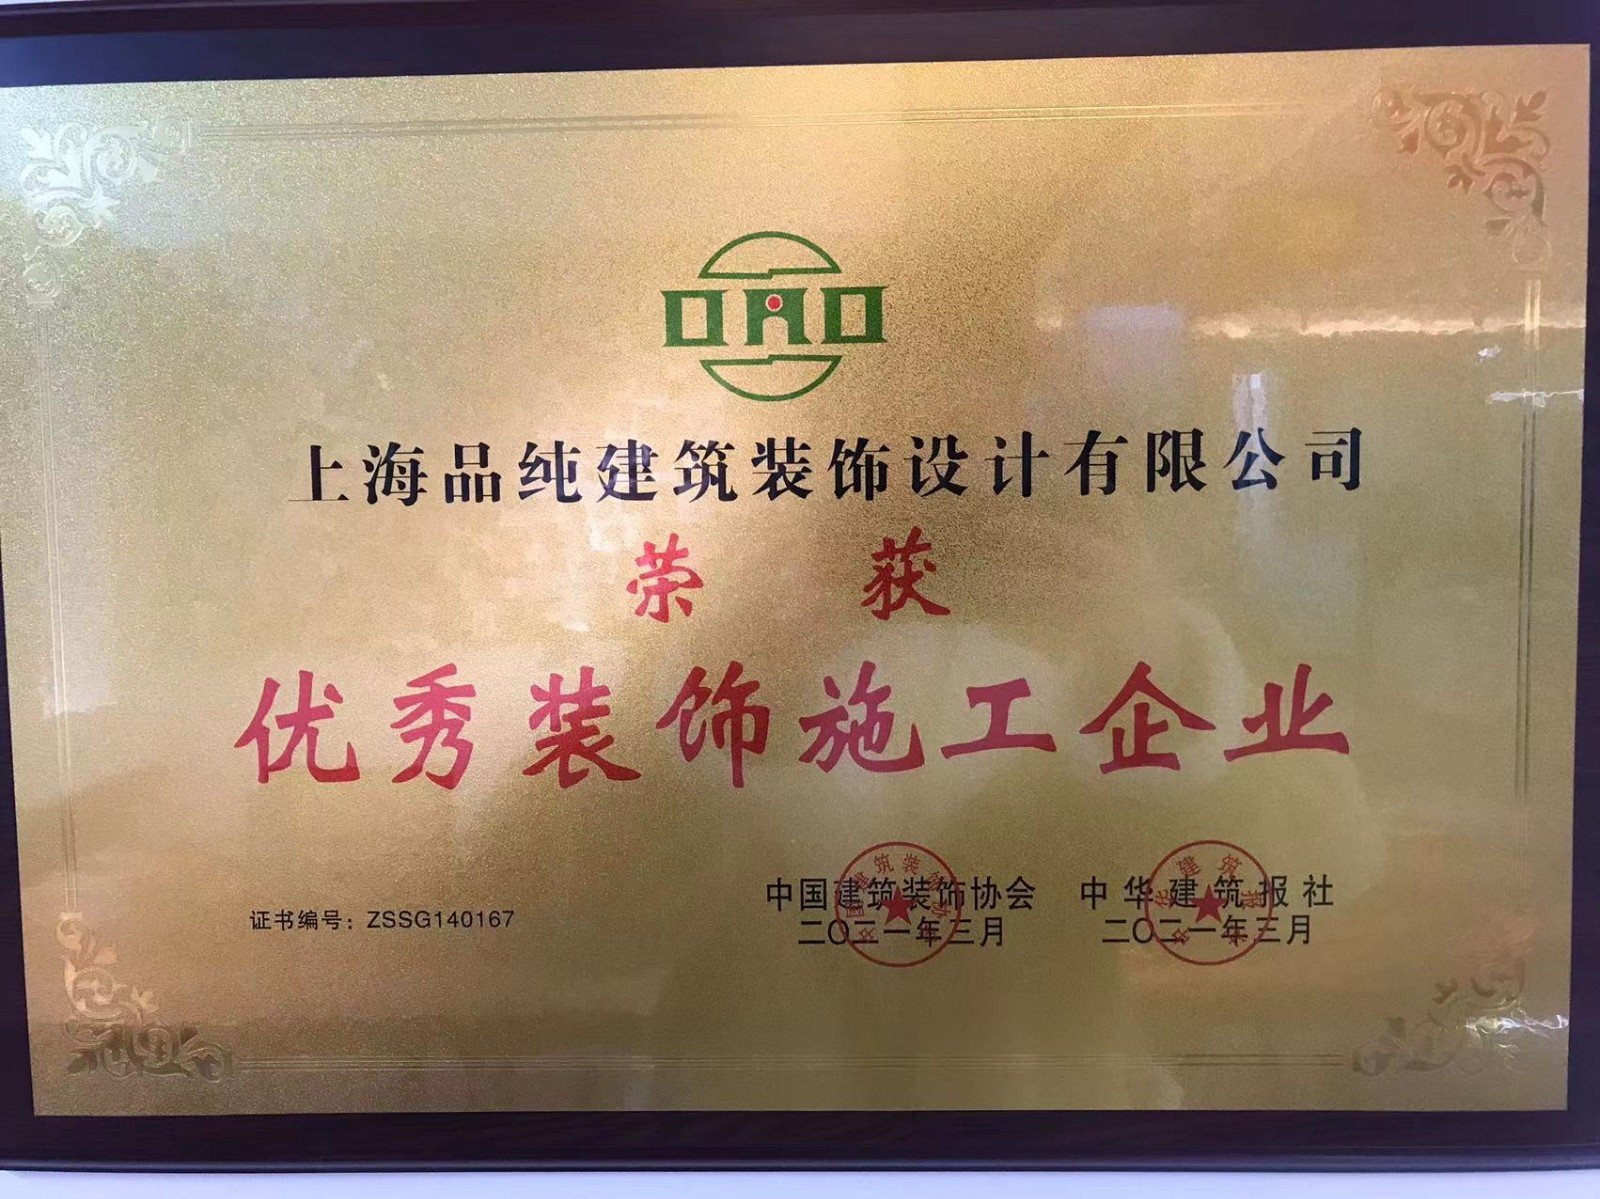 上海品纯建筑装饰设计有限公司
荣 获
优秀装饰施工企业
证书编号：ZSSG140167
中国建筑装饰协会
二〇二一年三月
中华建筑报社
二〇二一年三月